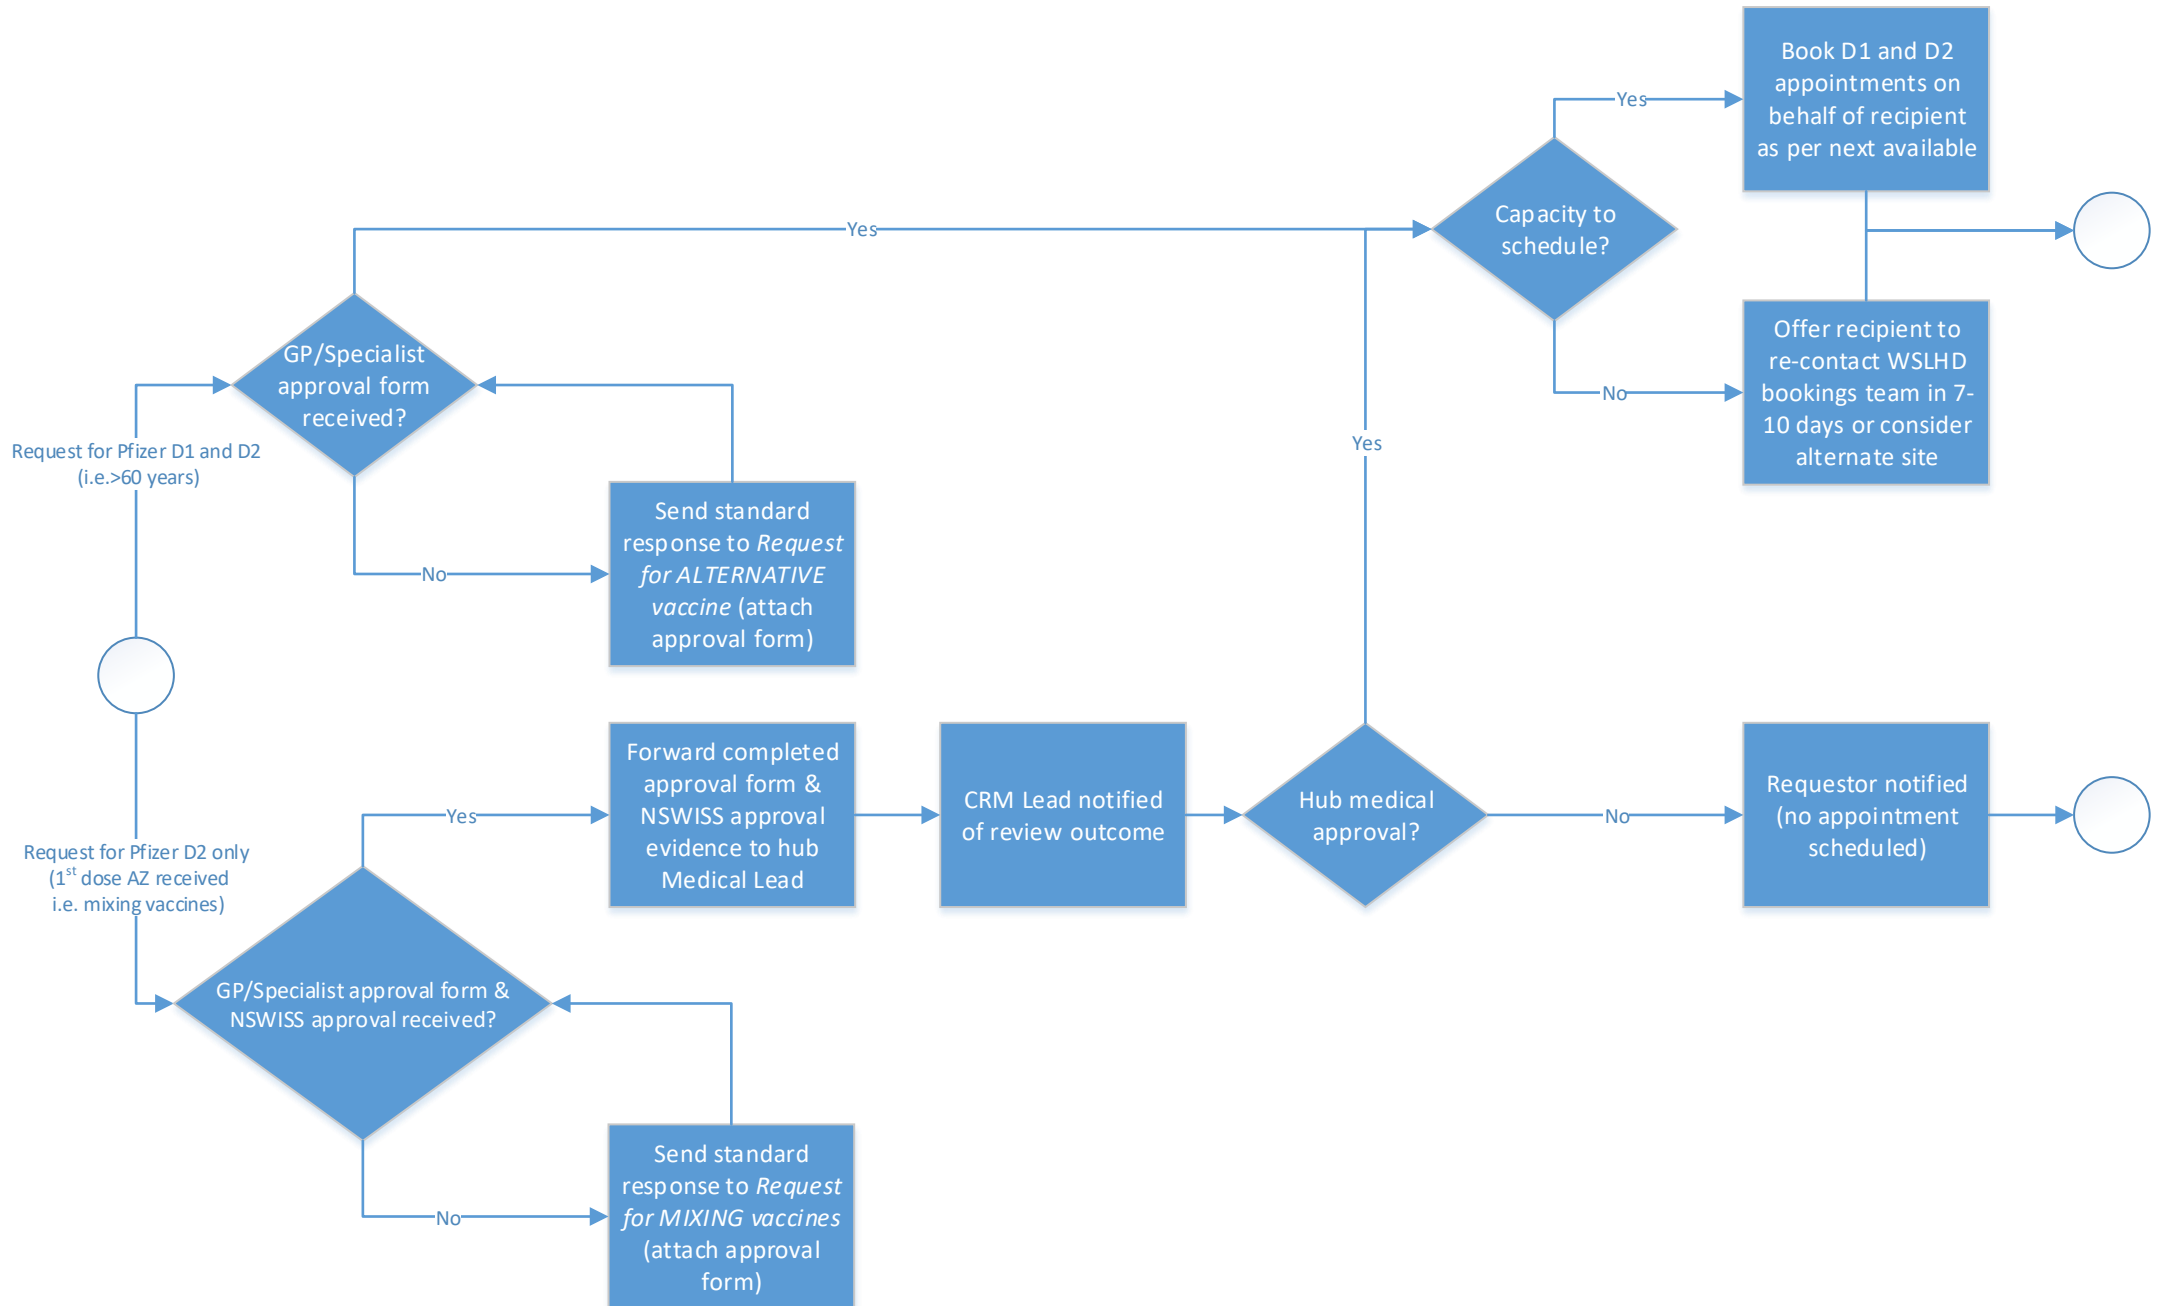 Book D1 and D2
appointments on
behalf of recipient
as per next available
Yes
Capacity to
schedule?
Yes
No
Offer recipient to
re-contact WSLHD
bookings team in 7-
10 days or consider
alternate site
GP/Specialist
approval form
received?
Request for Pfizer D1 and D2
(i.e.>60 years)
No
Send standard
response to Request
for ALTERNATIVE
vaccine (attach
approval form)
Yes
Request for Pfizer D2 only
(1st dose AZ received
i.e. mixing vaccines)
Yes
Forward completed
approval form &
NSWISS approval
evidence to hub
Medical Lead
CRM Lead notified
of review outcome
Hub medical
approval?
No
Requestor notified
(no appointment
scheduled)
GP/Specialist approval form &
NSWISS approval received?
No
Send standard
response to Request
for MIXING vaccines
(attach approval
form)